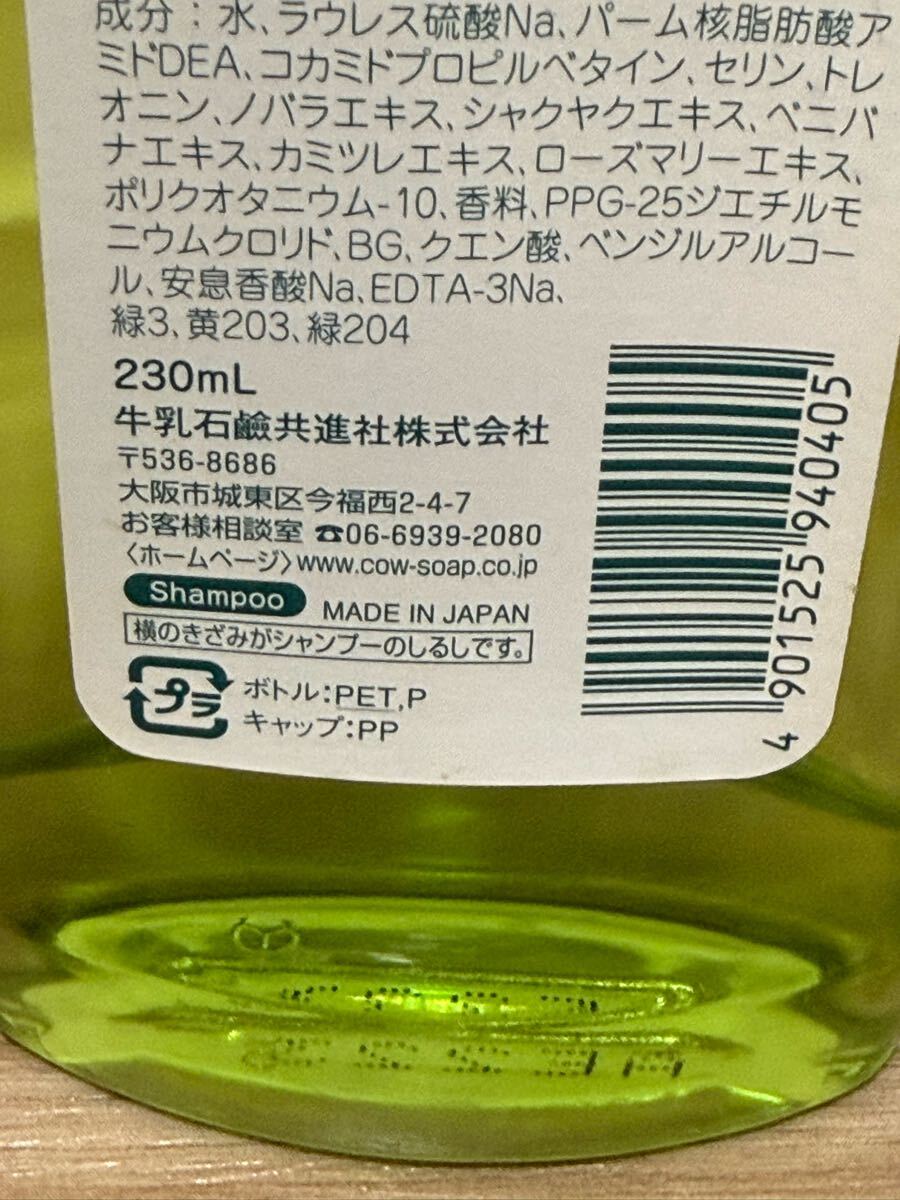 成分：水、ラウレス硫酸Na、パーム核脂肪酸ア
ミドDEA、コカミドプロピルベタイン、セリン、トレ
オニン、ノバラエキス、シャクヤクエキス、ベニバ
ナエキス、カミツレエキス、ローズマリーエキス、
ポリクオタニウム-10、香料、PPG-25ジエチルモ
ニウムクロリド、BG、クエン酸、ベンジルアルコー
ル、安息香酸Na、EDTA-3Na、
緑3、黄203、緑204
230mL
牛乳石鹼共進社株式会社
〒536-8686
大阪市城東区今福西2-4-7
お客様相談室 ☎06-6939-2080
〈ホームページ〉www.cow-soap.co.jp
Shampoo MADE IN JAPAN
横のきざみがシャンプーのしるしです。
プラ
ボトル:PET,P
キャップ:PP
4 901525 940405